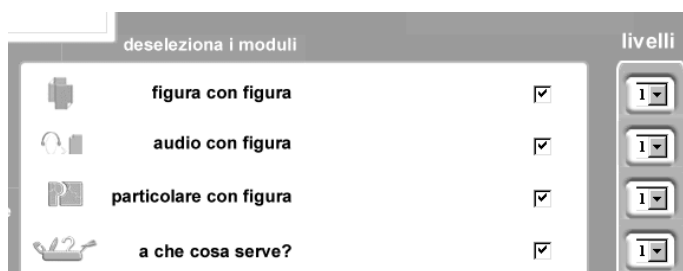 deseleziona i moduli livelli
figura con figura 1
audio con figura 1
particolare con figura 1
a che cosa serve? 1